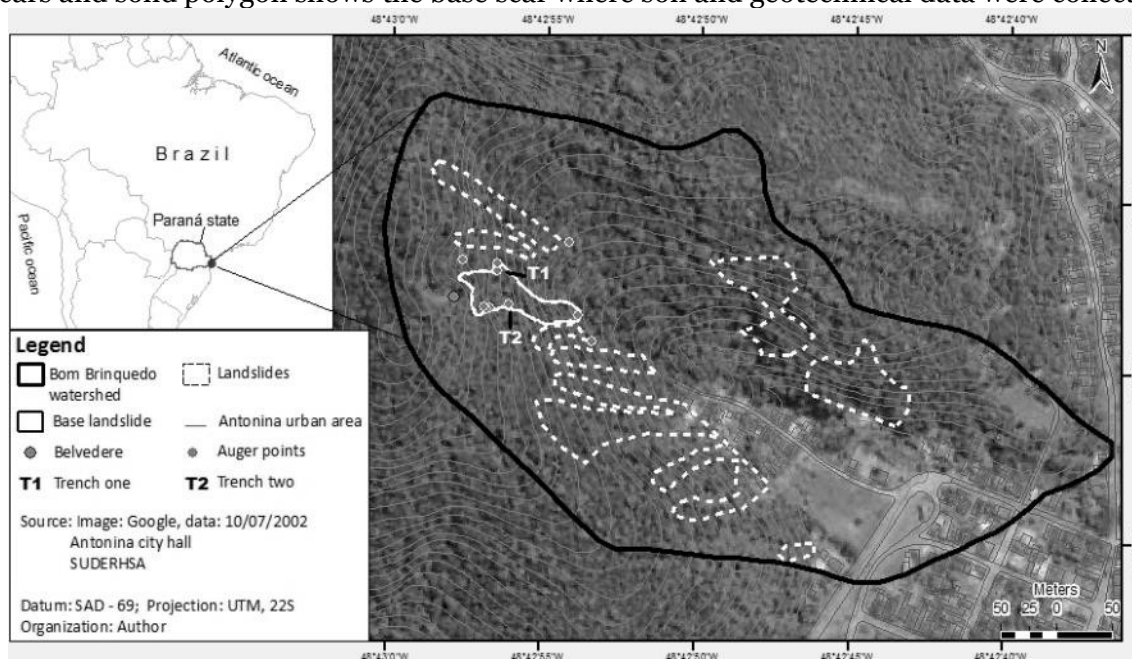 cars and solid polygon shows the base scar where soil and geotechnical data were collec
48°43'0"W 48°42'55"W 48°42'50"W 48°42'45"W 48°42'40"W
N
Atlantic ocean
Brazil
Paraná state
Pacific ocean
T1
T2
Legend
Bom Brinquedo watershed
Landslides
Base landslide
Antonina urban area
Belvedere
Auger points
T1 Trench one
T2 Trench two
Source: Image: Google, data: 10/07/2002
Antonina city hall
SUDERHSA
Datum: SAD - 69; Projection: UTM, 22S
Organization: Author
Meters
50 25 0 50
48°43'0"W 48°42'55"W 48°42'50"W 48°42'45"W 48°42'40"W